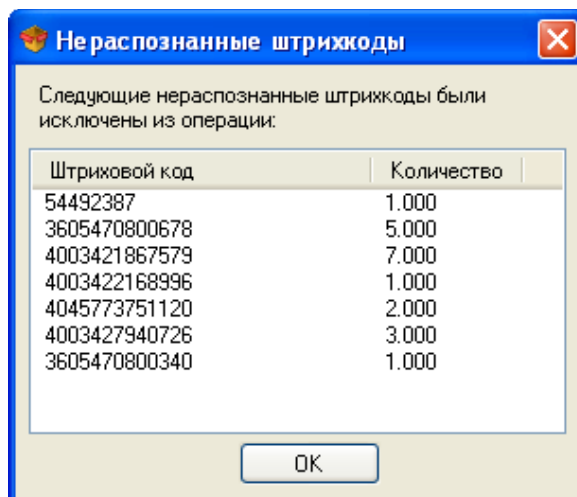 Нераспознанные штрихкоды
Следующие нераспознанные штрихкоды были
исключены из операции:
Штриховой код Количество
54492387 1.000
3605470800678 5.000
4003421867579 7.000
4003422168996 1.000
4045773751120 2.000
4003427940726 3.000
3605470800340 1.000
OK